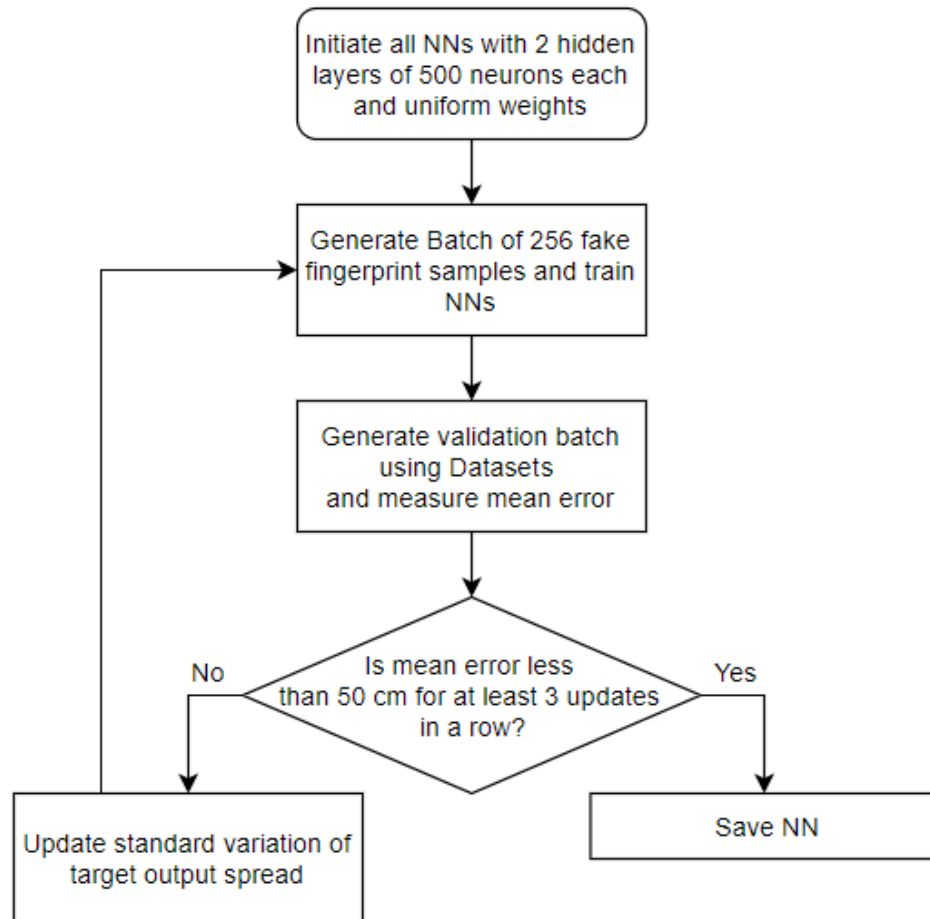 Initiate all NNs with 2 hidden
layers of 500 neurons each
and uniform weights
Generate Batch of 256 fake
fingerprint samples and train
NNs
Generate validation batch
using Datasets
and measure mean error
No
Is mean error less
than 50 cm for at least 3 updates
in a row?
Yes
Update standard variation of
target output spread
Save NN